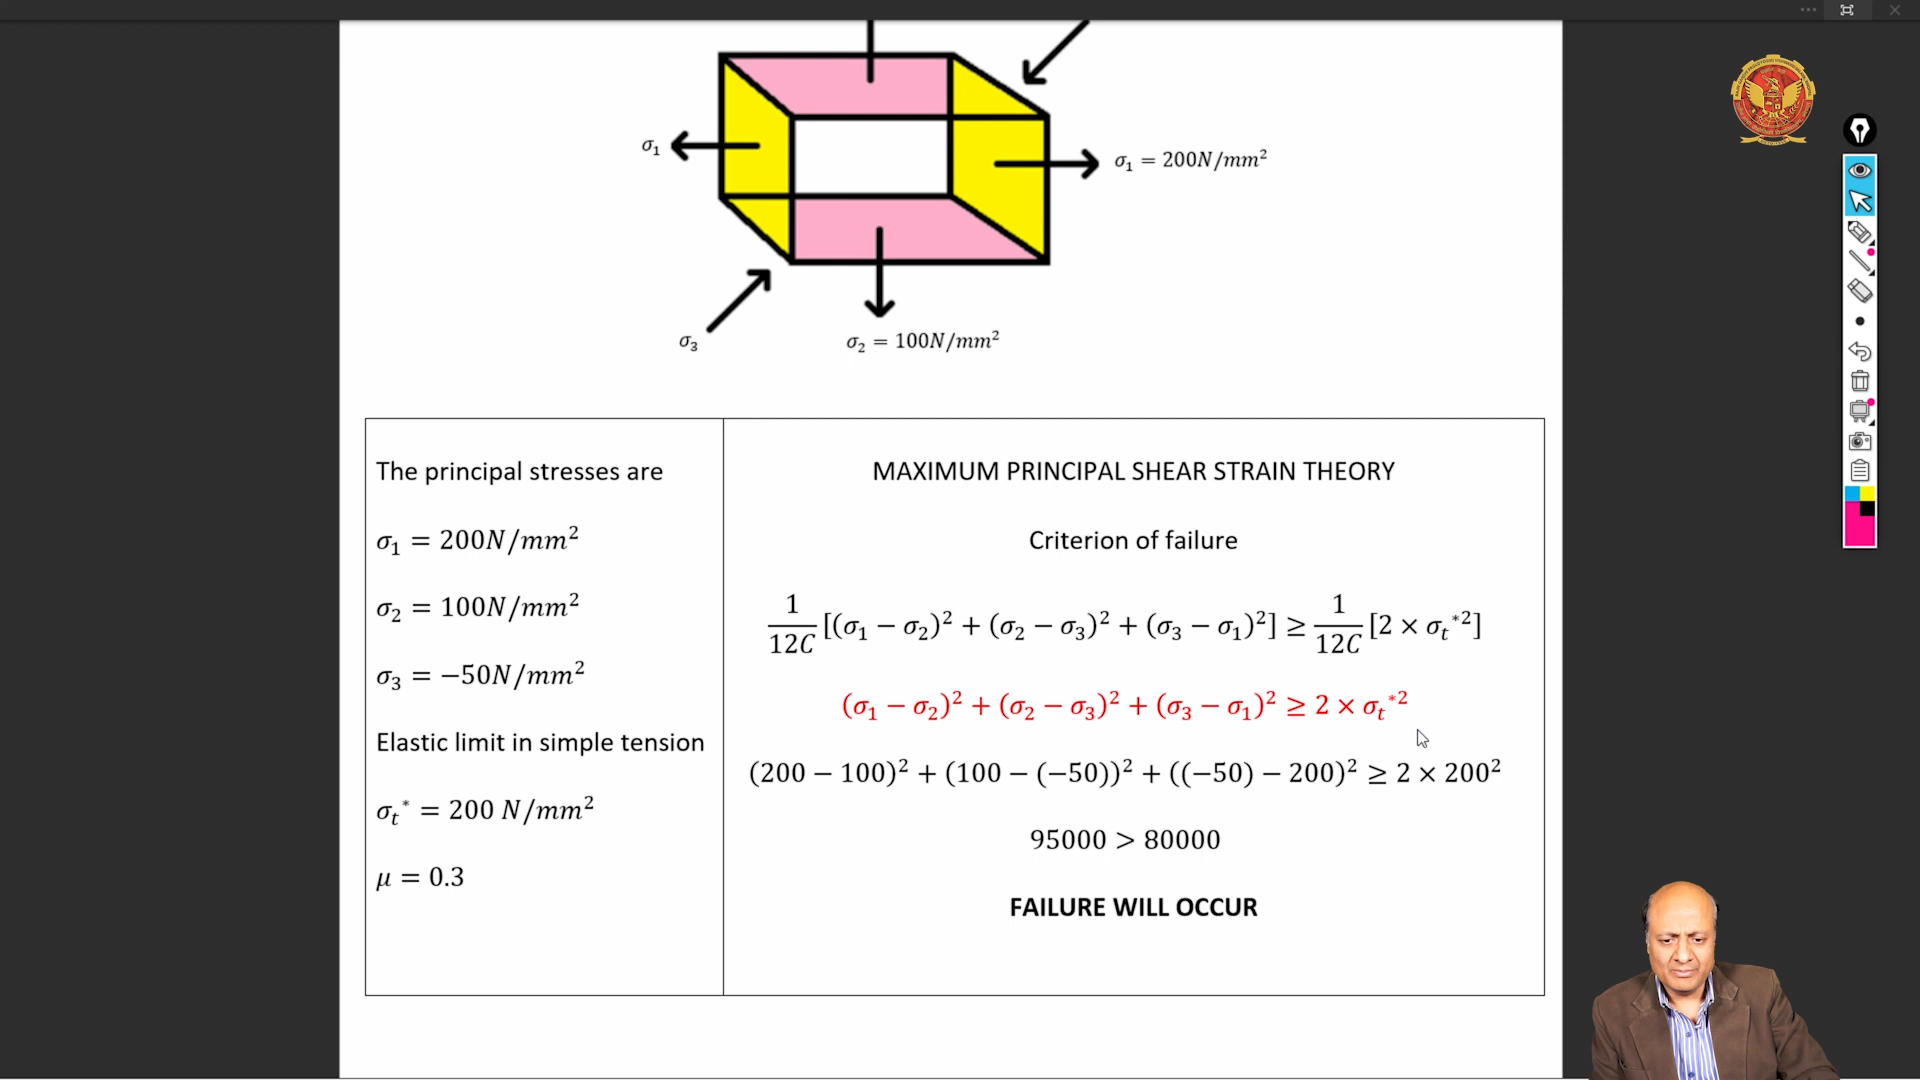 σ₁
σ₁ = 200N/mm²
σ₃
σ₂ = 100N/mm²
The principal stresses are
σ₁ = 200N/mm²
σ₂ = 100N/mm²
σ₃ = −50N/mm²
Elastic limit in simple tension
σₜ* = 200 N/mm²
μ = 0.3
MAXIMUM PRINCIPAL SHEAR STRAIN THEORY
Criterion of failure
1/12C [(σ₁ − σ₂)² + (σ₂ − σ₃)² + (σ₃ − σ₁)²] ≥ 1/12C [2 × σₜ*²]
(σ₁ − σ₂)² + (σ₂ − σ₃)² + (σ₃ − σ₁)² ≥ 2 × σₜ*²
(200 − 100)² + (100 − (−50))² + ((−50) − 200)² ≥ 2 × 200²
95000 > 80000
FAILURE WILL OCCUR